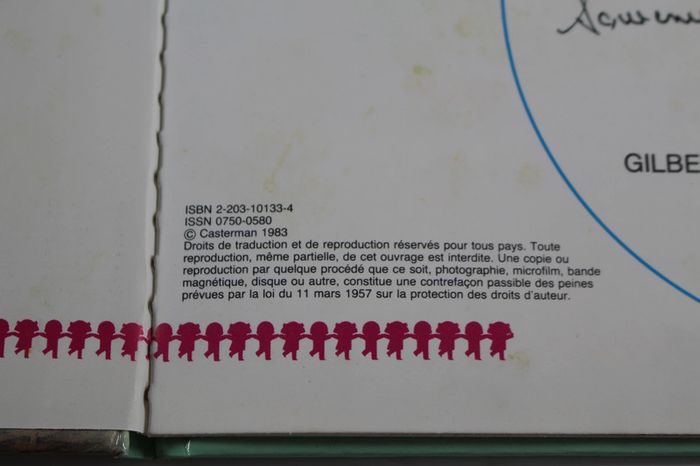 GILBE
ISBN 2-203-10133-4
ISSN 0750-0580
© Casterman 1983
Droits de traduction et de reproduction réservés pour tous pays. Toute
reproduction, même partielle, de cet ouvrage est interdite. Une copie ou
reproduction par quelque procédé que ce soit, photographie, microfilm, bande
magnétique, disque ou autre, constitue une contrefaçon passible des peines
prévues par la loi du 11 mars 1957 sur la protection des droits d'auteur.